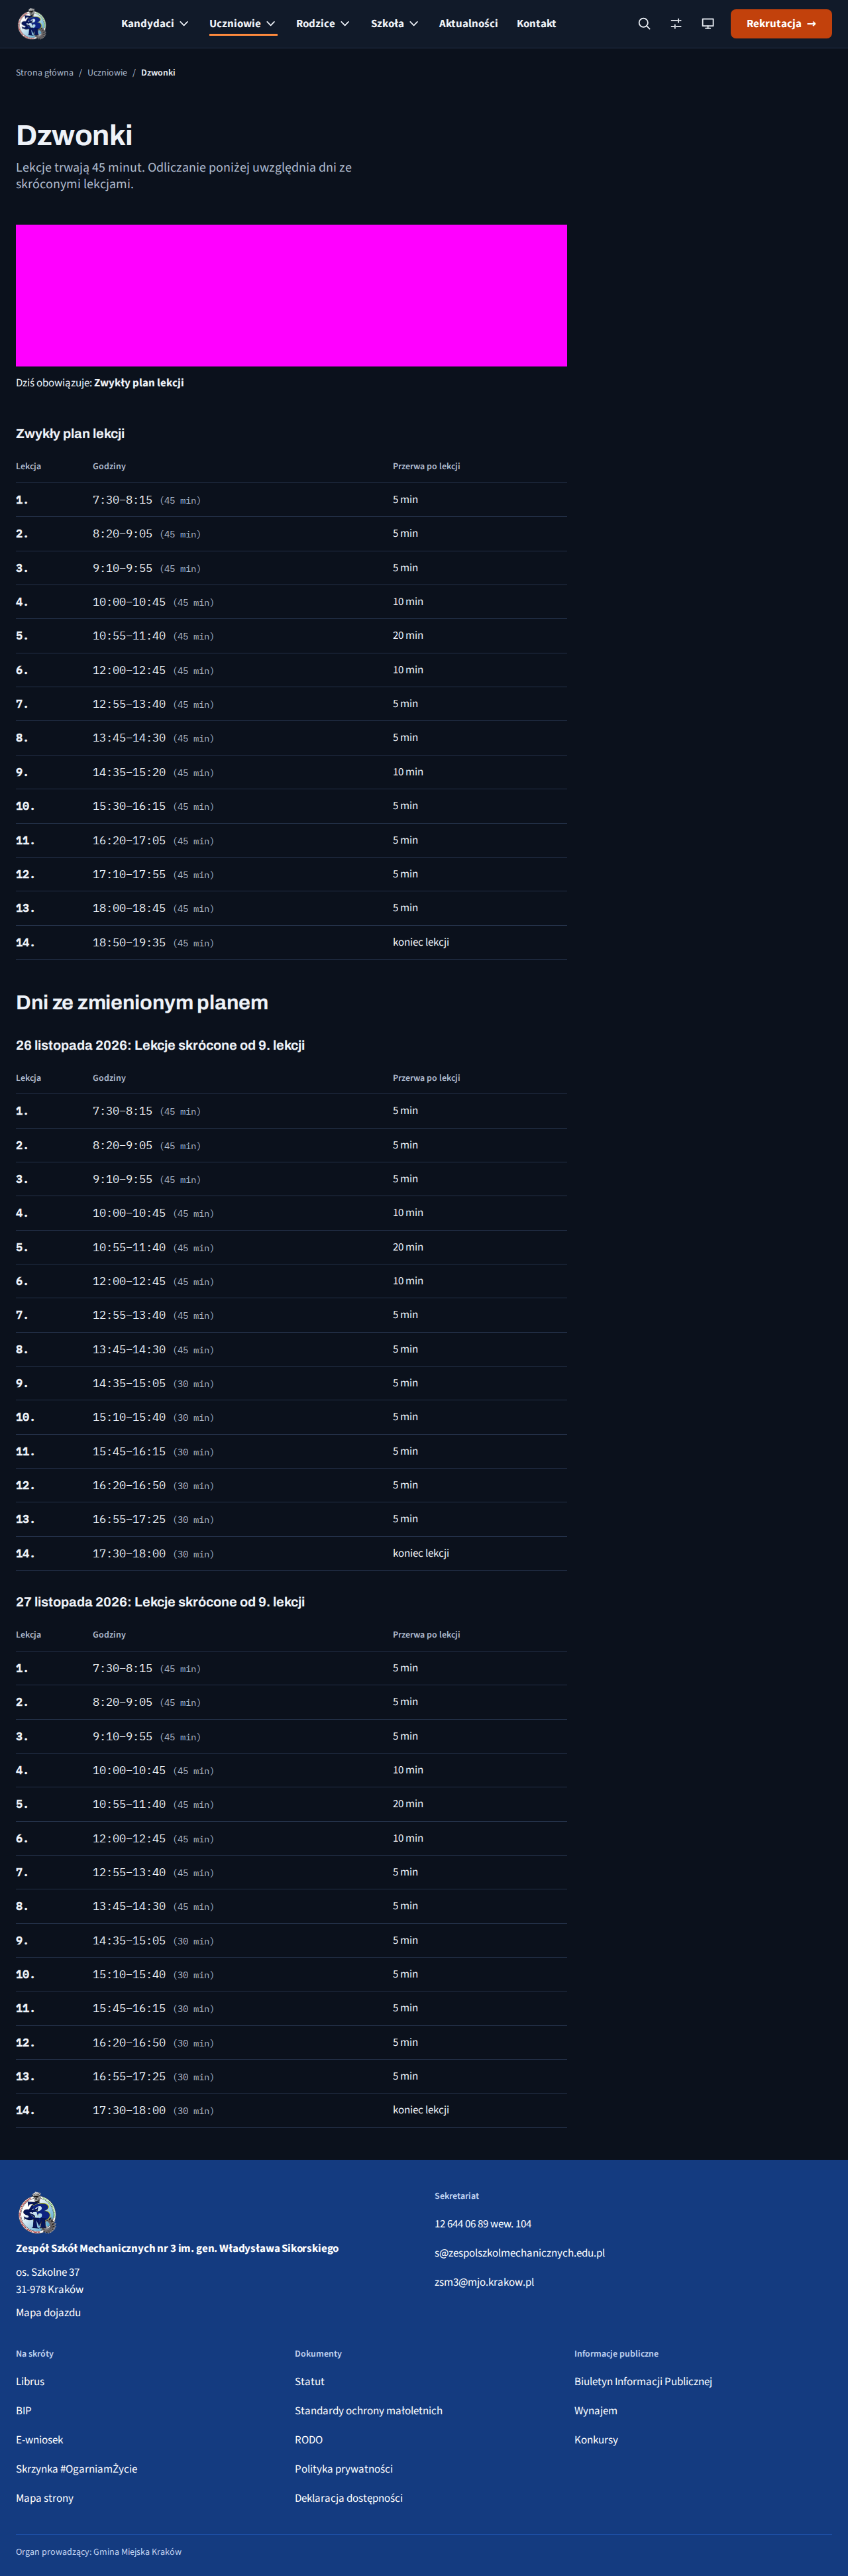 Kandydaci Uczniowie Rodzice Szkoła Aktualności Kontakt Rekrutacja →
Strona główna / Uczniowie / Dzwonki
Dzwonki
Lekcje trwają 45 minut. Odliczanie poniżej uwzględnia dni ze
skróconymi lekcjami.
Dziś obowiązuje: Zwykły plan lekcji
Zwykły plan lekcji
Lekcja Godziny Przerwa po lekcji
1. 7:30–8:15 (45 min) 5 min
2. 8:20–9:05 (45 min) 5 min
3. 9:10–9:55 (45 min) 5 min
4. 10:00–10:45 (45 min) 10 min
5. 10:55–11:40 (45 min) 20 min
6. 12:00–12:45 (45 min) 10 min
7. 12:55–13:40 (45 min) 5 min
8. 13:45–14:30 (45 min) 5 min
9. 14:35–15:20 (45 min) 10 min
10. 15:30–16:15 (45 min) 5 min
11. 16:20–17:05 (45 min) 5 min
12. 17:10–17:55 (45 min) 5 min
13. 18:00–18:45 (45 min) 5 min
14. 18:50–19:35 (45 min) koniec lekcji
Dni ze zmienionym planem
26 listopada 2026: Lekcje skrócone od 9. lekcji
Lekcja Godziny Przerwa po lekcji
1. 7:30–8:15 (45 min) 5 min
2. 8:20–9:05 (45 min) 5 min
3. 9:10–9:55 (45 min) 5 min
4. 10:00–10:45 (45 min) 10 min
5. 10:55–11:40 (45 min) 20 min
6. 12:00–12:45 (45 min) 10 min
7. 12:55–13:40 (45 min) 5 min
8. 13:45–14:30 (45 min) 5 min
9. 14:35–15:05 (30 min) 5 min
10. 15:10–15:40 (30 min) 5 min
11. 15:45–16:15 (30 min) 5 min
12. 16:20–16:50 (30 min) 5 min
13. 16:55–17:25 (30 min) 5 min
14. 17:30–18:00 (30 min) koniec lekcji
27 listopada 2026: Lekcje skrócone od 9. lekcji
Lekcja Godziny Przerwa po lekcji
1. 7:30–8:15 (45 min) 5 min
2. 8:20–9:05 (45 min) 5 min
3. 9:10–9:55 (45 min) 5 min
4. 10:00–10:45 (45 min) 10 min
5. 10:55–11:40 (45 min) 20 min
6. 12:00–12:45 (45 min) 10 min
7. 12:55–13:40 (45 min) 5 min
8. 13:45–14:30 (45 min) 5 min
9. 14:35–15:05 (30 min) 5 min
10. 15:10–15:40 (30 min) 5 min
11. 15:45–16:15 (30 min) 5 min
12. 16:20–16:50 (30 min) 5 min
13. 16:55–17:25 (30 min) 5 min
14. 17:30–18:00 (30 min) koniec lekcji
Zespół Szkół Mechanicznych nr 3 im. gen. Władysława Sikorskiego
os. Szkolne 37
31-978 Kraków
Mapa dojazdu
Sekretariat
12 644 06 89 wew. 104
s@zespolszkolmechanicznych.edu.pl
zsm3@mjo.krakow.pl
Na skróty
Librus
BIP
E-wniosek
Skrzynka #OgarniamŻycie
Mapa strony
Dokumenty
Statut
Standardy ochrony małoletnich
RODO
Polityka prywatności
Deklaracja dostępności
Informacje publiczne
Biuletyn Informacji Publicznej
Wynajem
Konkursy
Organ prowadzący: Gmina Miejska Kraków